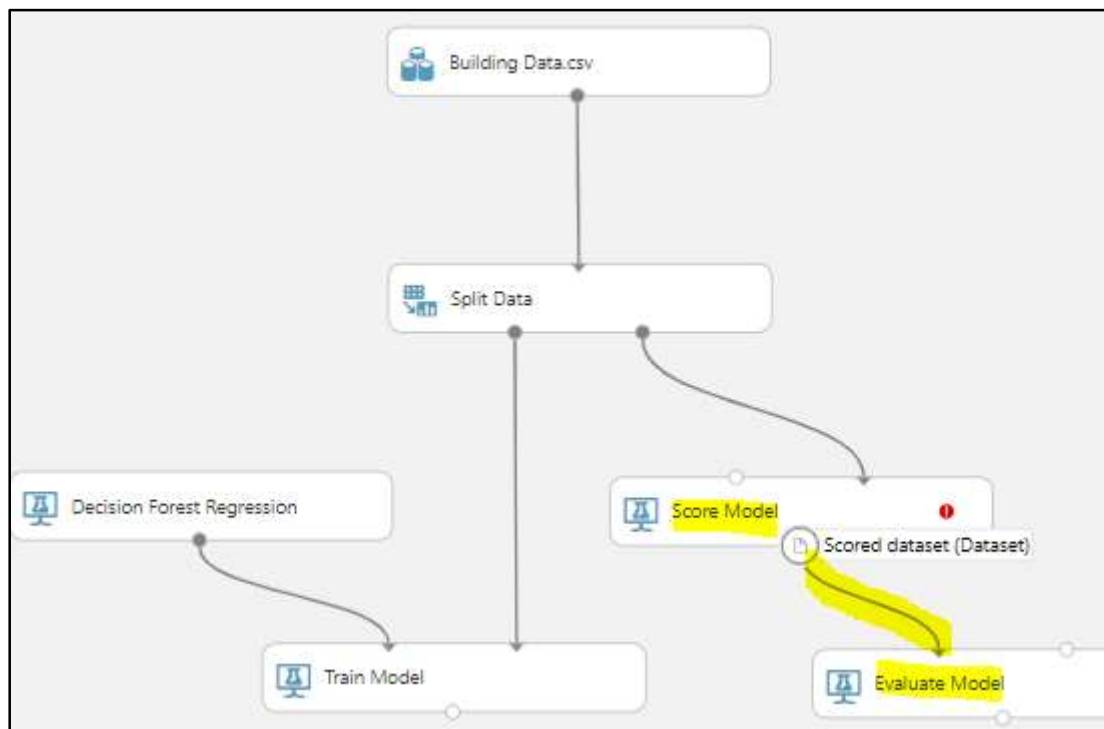 Building Data.csv
Split Data
Decision Forest Regression
Score Model
Scored dataset (Dataset)
Train Model
Evaluate Model